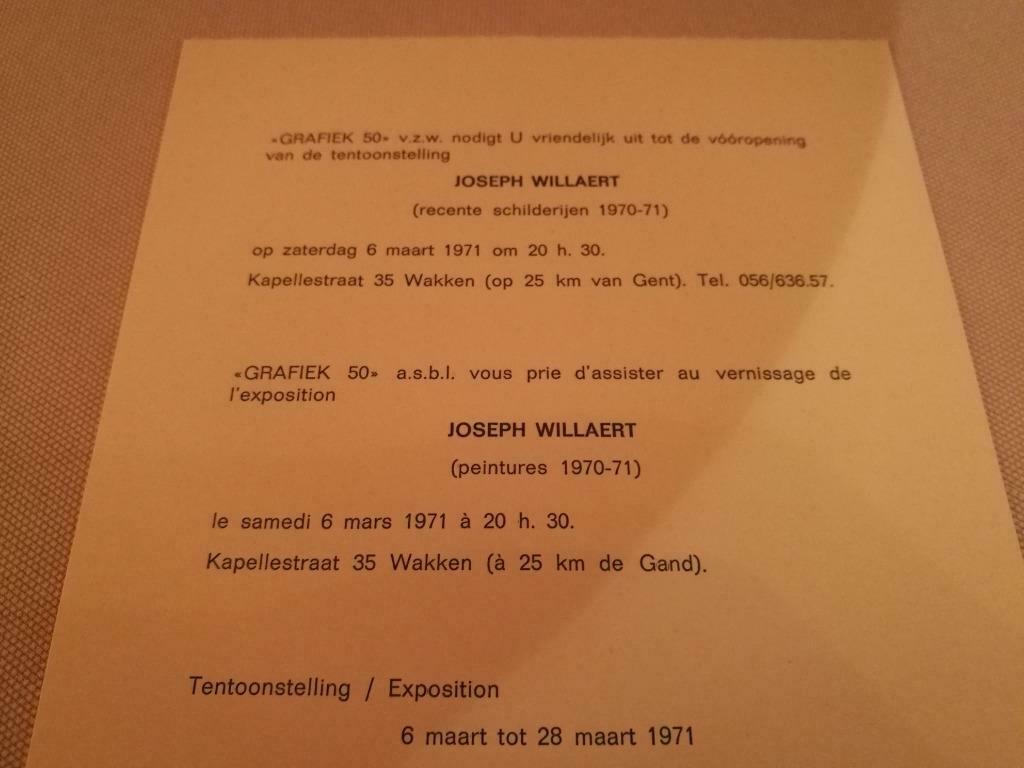 «GRAFIEK 50» v.z.w. nodigt U vriendelijk uit tot de vóóropening
van de tentoonstelling
JOSEPH WILLAERT
(recente schilderijen 1970-71)
op zaterdag 6 maart 1971 om 20 h. 30.
Kapellestraat 35 Wakken (op 25 km van Gent). Tel. 056/636.57.
«GRAFIEK 50» a.s.b.l. vous prie d'assister au vernissage de
l'exposition
JOSEPH WILLAERT
(peintures 1970-71)
le samedi 6 mars 1971 à 20 h. 30.
Kapellestraat 35 Wakken (à 25 km de Gand).
Tentoonstelling / Exposition
6 maart tot 28 maart 1971